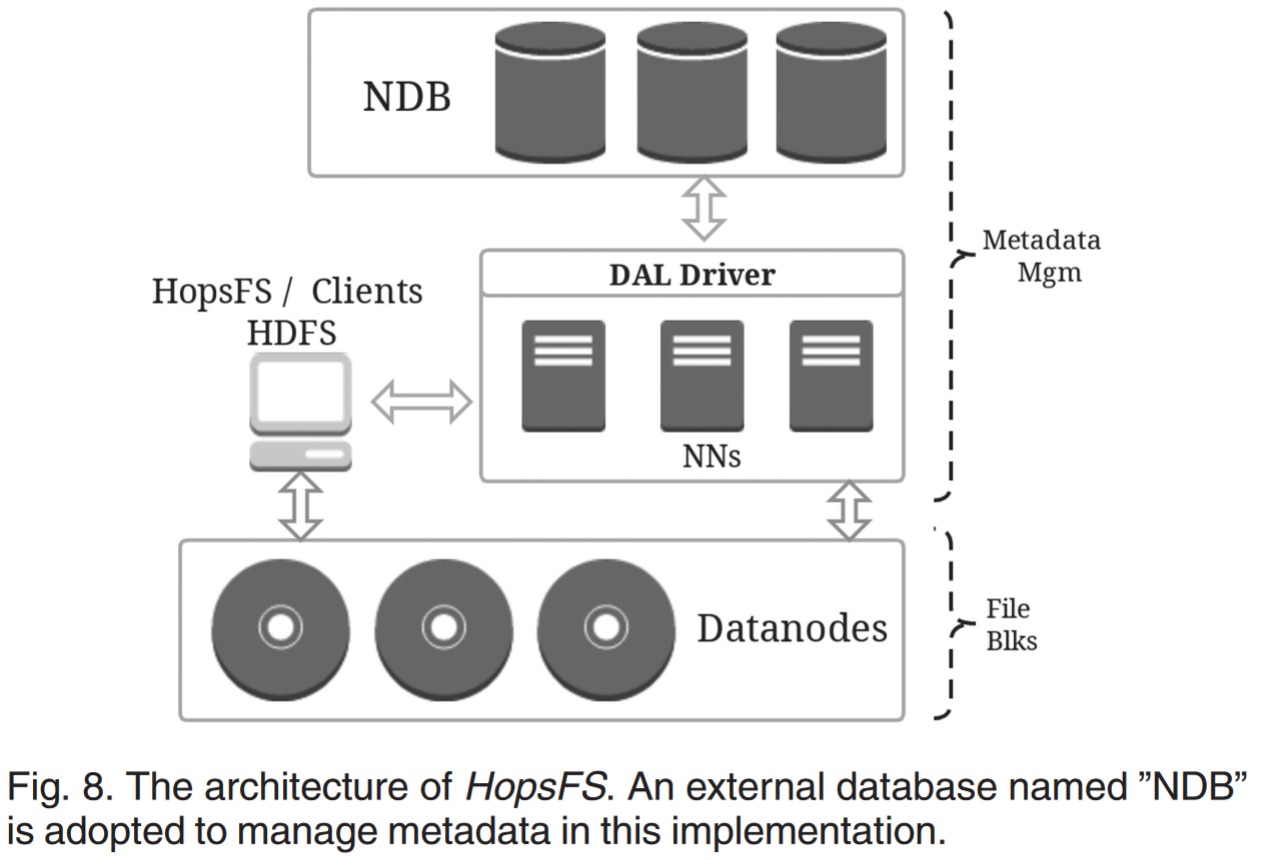 NDB
Metadata
Mgm
DAL Driver
HopsFS / Clients
HDFS
NNs
File
Blks
Datanodes
Fig. 8. The architecture of HopsFS. An external database named ”NDB”
is adopted to manage metadata in this implementation.